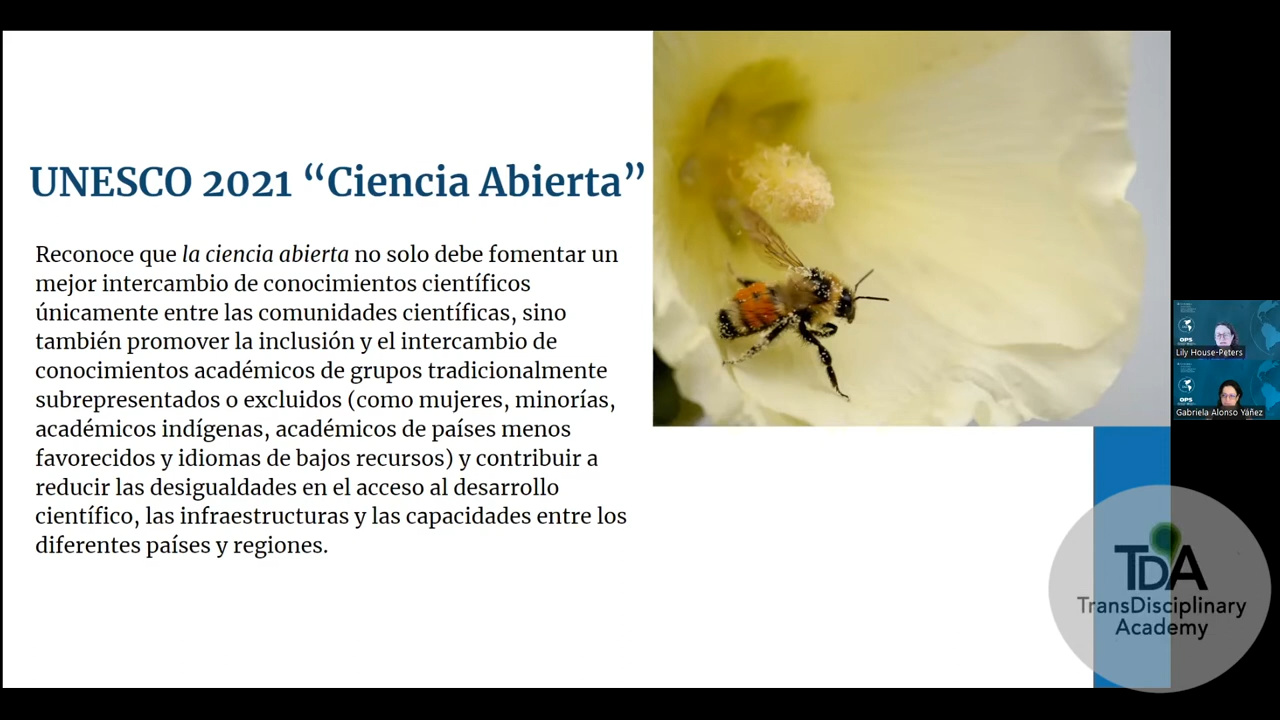 UNESCO 2021 “Ciencia Abierta”
Reconoce que la ciencia abierta no solo debe fomentar un
mejor intercambio de conocimientos científicos
únicamente entre las comunidades científicas, sino
también promover la inclusión y el intercambio de
conocimientos académicos de grupos tradicionalmente
subrepresentados o excluidos (como mujeres, minorías,
académicos indígenas, académicos de países menos
favorecidos y idiomas de bajos recursos) y contribuir a
reducir las desigualdades en el acceso al desarrollo
científico, las infraestructuras y las capacidades entre los
diferentes países y regiones.
OPS
Lily House-Peters
OPS
Gabriela Alonso Yáñez
TDA
TransDisciplinary
Academy